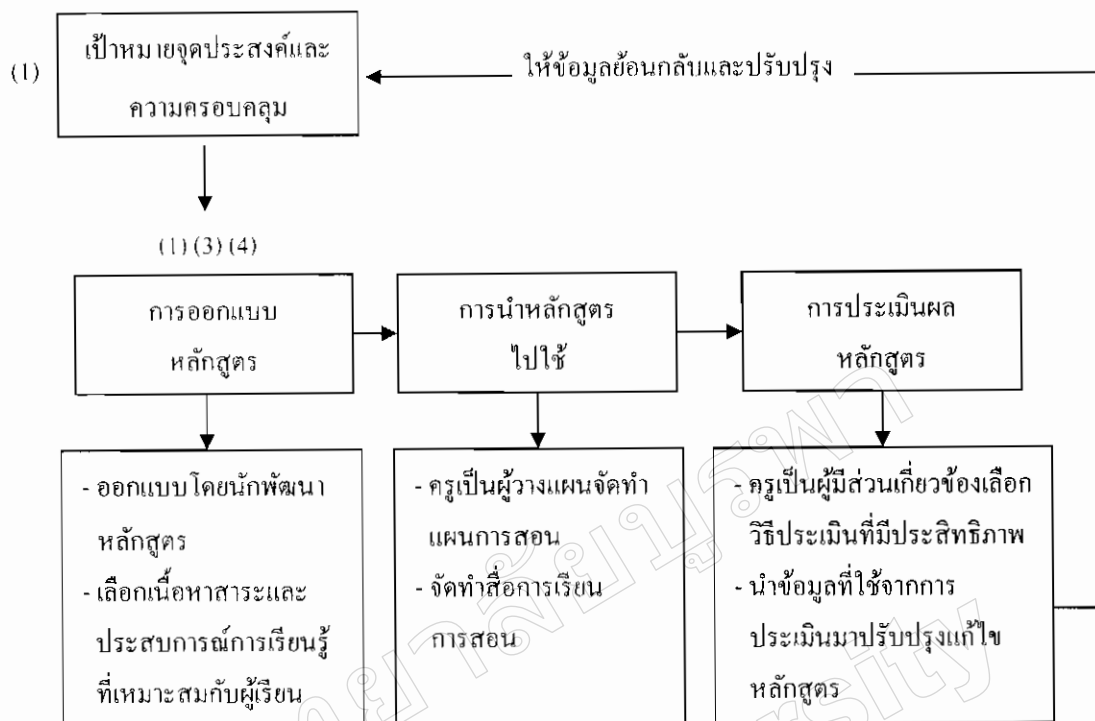 (1)
เป้าหมายจุดประสงค์และ
ความครอบคลุม
ให้ข้อมูลย้อนกลับและปรับปรุง
(1) (3) (4)
การออกแบบ
หลักสูตร
การนำหลักสูตร
ไปใช้
การประเมินผล
หลักสูตร
- ออกแบบโดยนักพัฒนา
หลักสูตร
- เลือกเนื้อหาสาระและ
ประสบการณ์การเรียนรู้
ที่เหมาะสมกับผู้เรียน
- ครูเป็นผู้วางแผนจัดทำ
แผนการสอน
- จัดทำสื่อการเรียน
การสอน
- ครูเป็นผู้มีส่วนเกี่ยวข้องเลือก
วิธีประเมินที่มีประสิทธิภาพ
- นำข้อมูลที่ใช้จากการ
ประเมินมาปรับปรุงแก้ไข
หลักสูตร
ยาลัยบูรพา
ersity